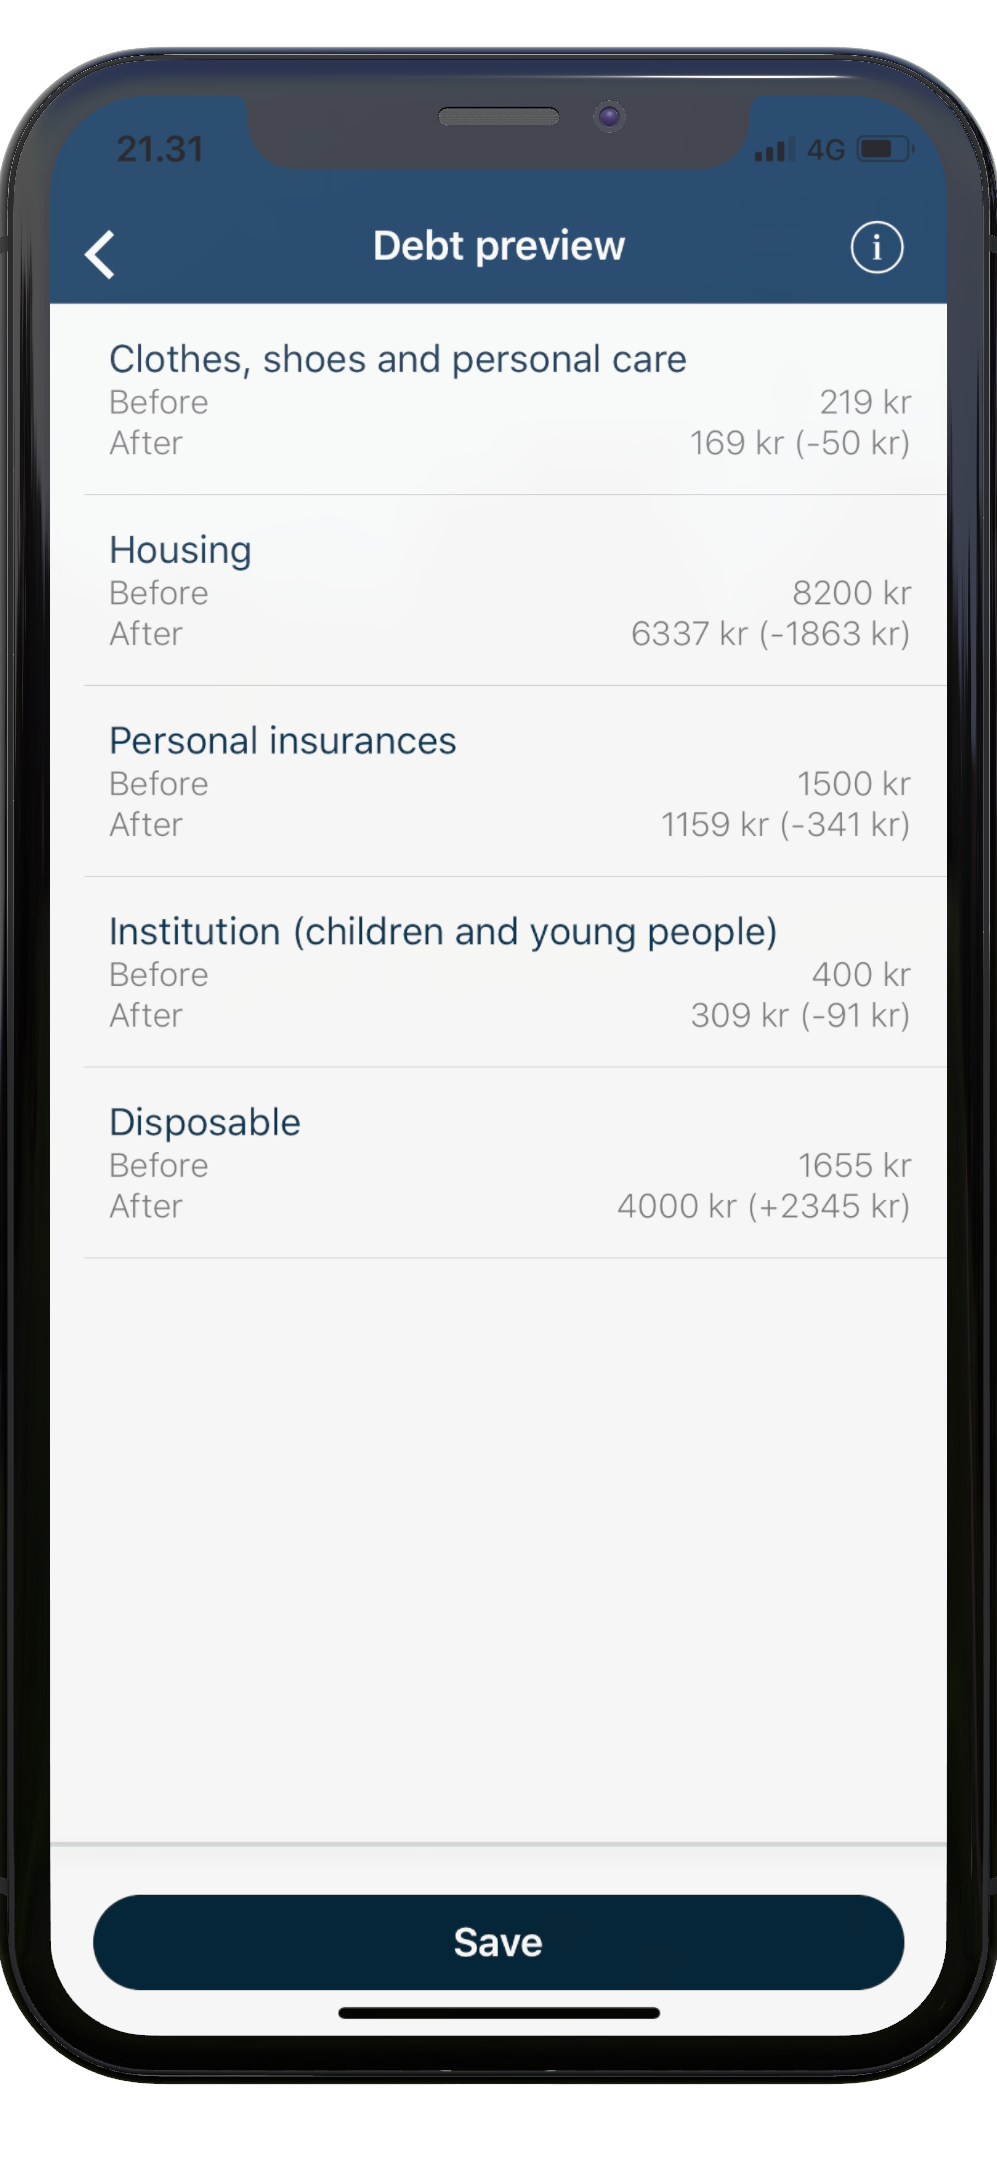 21.31 4G
Debt preview i
Clothes, shoes and personal care
Before 219 kr
After 169 kr (-50 kr)
Housing
Before 8200 kr
After 6337 kr (-1863 kr)
Personal insurances
Before 1500 kr
After 1159 kr (-341 kr)
Institution (children and young people)
Before 400 kr
After 309 kr (-91 kr)
Disposable
Before 1655 kr
After 4000 kr (+2345 kr)
Save